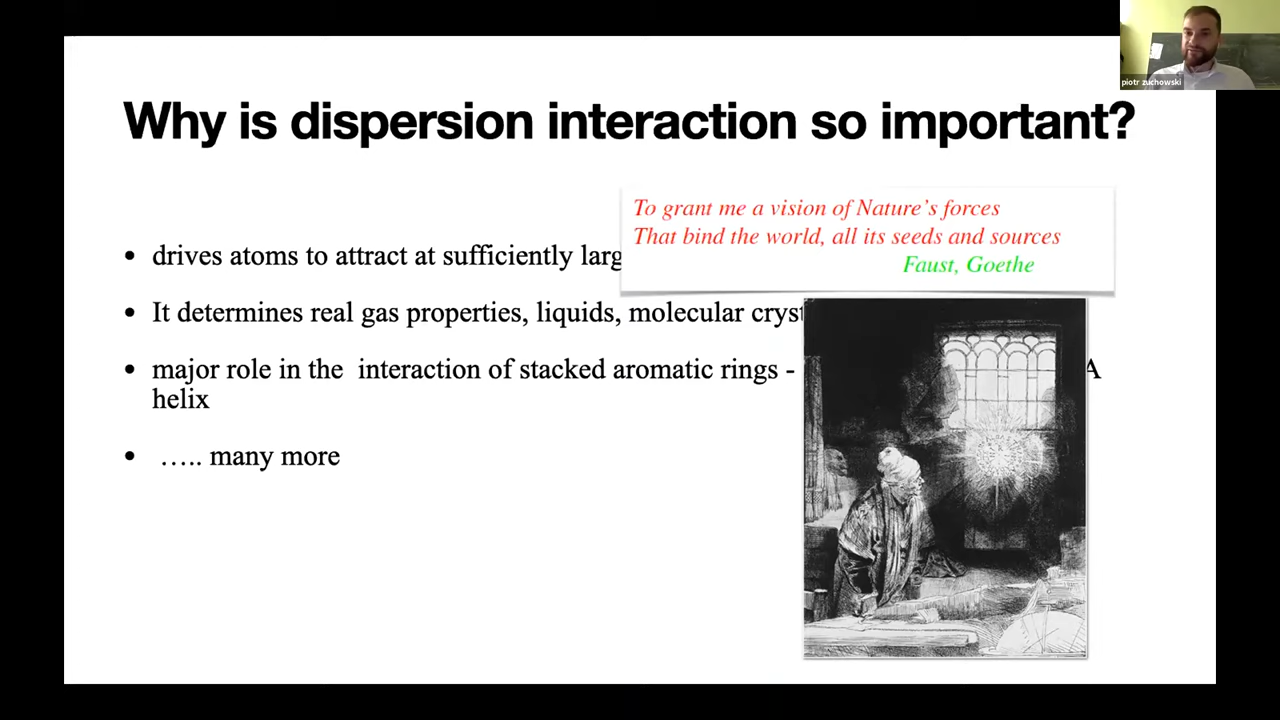 piotr zuchowski
Why is dispersion interaction so important?
To grant me a vision of Nature's forces
That bind the world, all its seeds and sources
Faust, Goethe
• drives atoms to attract at sufficiently
• It determines real gas properties, liquids, molecular
• major role in the interaction of stacked aromatic rings -
helix
• ….. many more